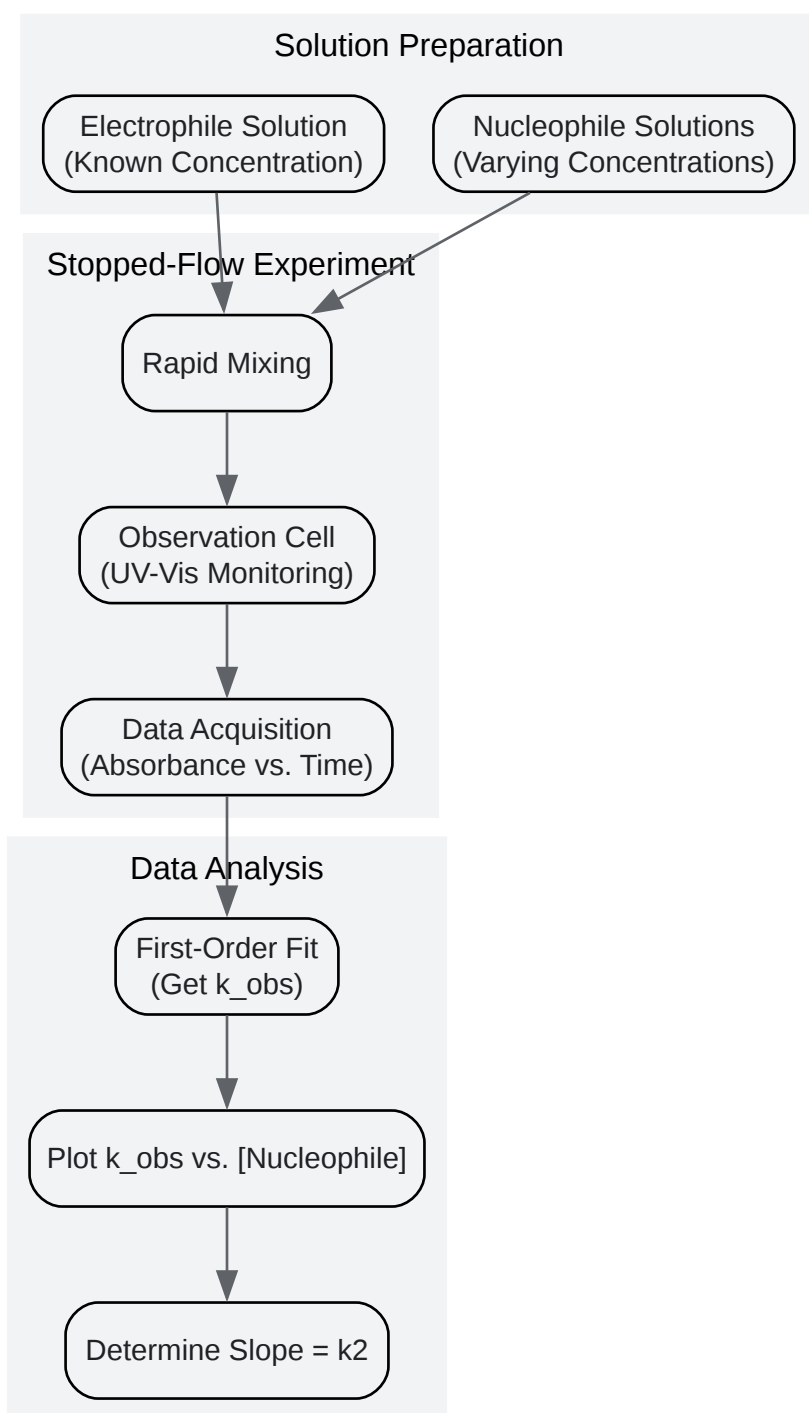 Solution Preparation
Electrophile Solution
(Known Concentration)
Nucleophile Solutions
(Varying Concentrations)
Stopped-Flow Experiment
Rapid Mixing
Observation Cell
(UV-Vis Monitoring)
Data Acquisition
(Absorbance vs. Time)
Data Analysis
First-Order Fit
(Get k_obs)
Plot k_obs vs. [Nucleophile]
Determine Slope = k2